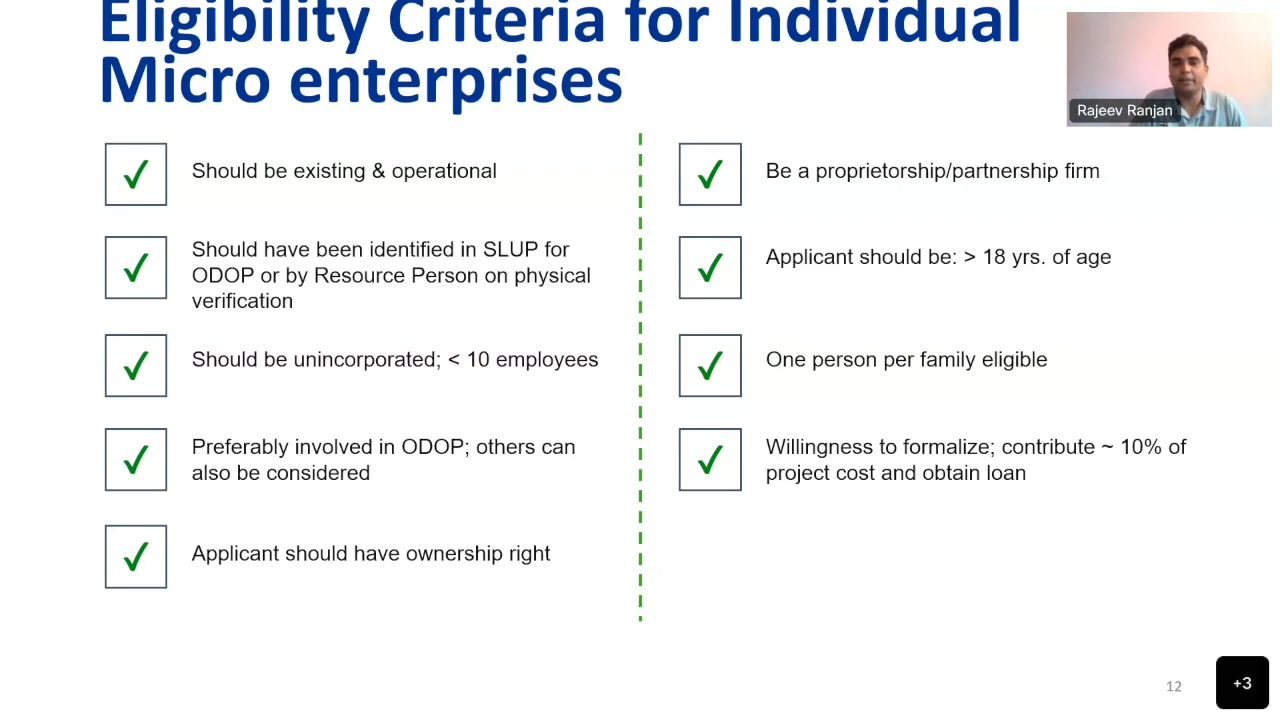 Eligibility Criteria for Individual
Micro enterprises
Rajeev Ranjan
Should be existing & operational
Should have been identified in SLUP for
ODOP or by Resource Person on physical
verification
Should be unincorporated; < 10 employees
Preferably involved in ODOP; others can
also be considered
Applicant should have ownership right
Be a proprietorship/partnership firm
Applicant should be: > 18 yrs. of age
One person per family eligible
Willingness to formalize; contribute ~ 10% of
project cost and obtain loan
12
+3